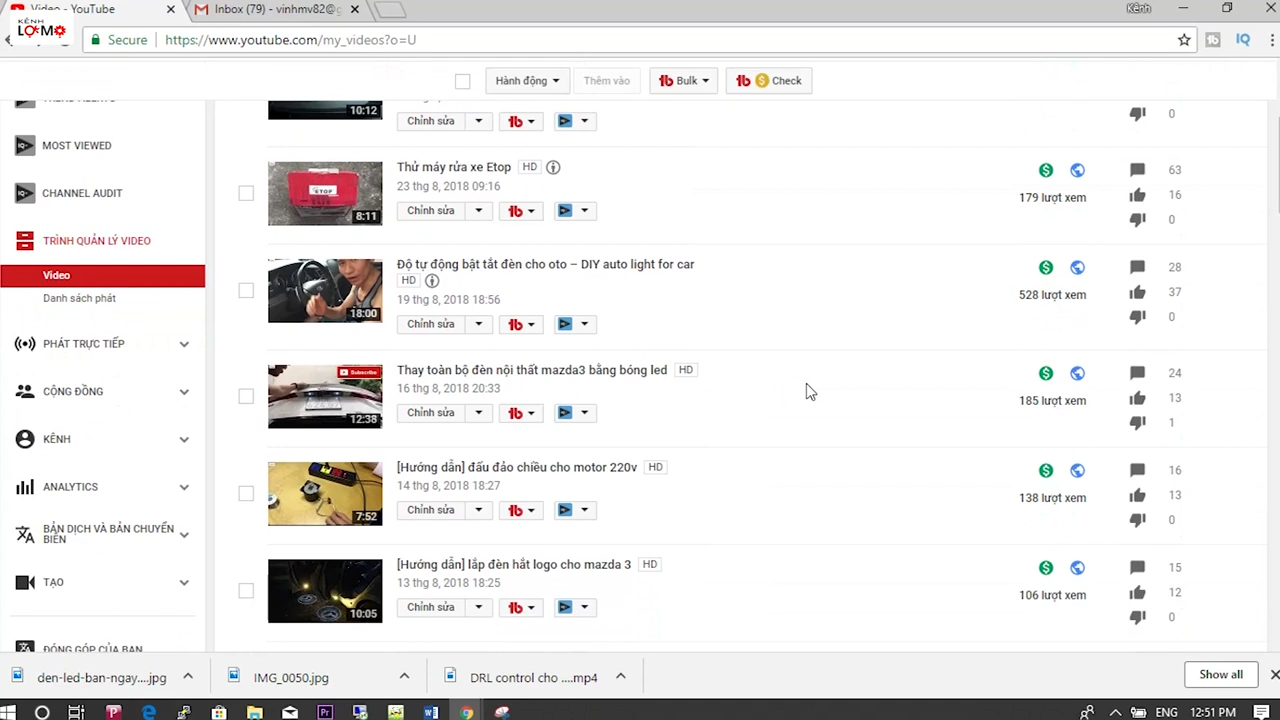 Video - YouTube
Inbox (79) - vinhmv82@g
Kênh
KÊNH
LOMO
Secure https://www.youtube.com/my_videos?o=U
Hành động
Thêm vào
Bulk
Check
TREND ALERTS
10:12
Chỉnh sửa
0
MOST VIEWED
CHANNEL AUDIT
TRÌNH QUẢN LÝ VIDEO
Video
Danh sách phát
PHÁT TRỰC TIẾP
CỘNG ĐỒNG
KÊNH
ANALYTICS
BẢN DỊCH VÀ BẢN CHUYỂN
BIÊN
TẠO
ĐÓNG GÓP CỦA BẠN
Thử máy rửa xe Etop HD
23 thg 8, 2018 09:16
ETOP
8:11
Chỉnh sửa
179 lượt xem
63
16
0
Độ tự động bật tắt đèn cho oto – DIY auto light for car
HD
19 thg 8, 2018 18:56
18:00
Chỉnh sửa
528 lượt xem
28
37
0
Thay toàn bộ đèn nội thất mazda3 bằng bóng led HD
16 thg 8, 2018 20:33
Subscribe
12:38
Chỉnh sửa
185 lượt xem
24
13
1
[Hướng dẫn] đấu đảo chiều cho motor 220v HD
14 thg 8, 2018 18:27
7:52
Chỉnh sửa
138 lượt xem
16
13
0
[Hướng dẫn] lắp đèn hắt logo cho mazda 3 HD
13 thg 8, 2018 18:25
10:05
Chỉnh sửa
106 lượt xem
15
12
0
den-led-ban-ngay....jpg
IMG_0050.jpg
DRL control cho ....mp4
Show all
ENG 12:51 PM